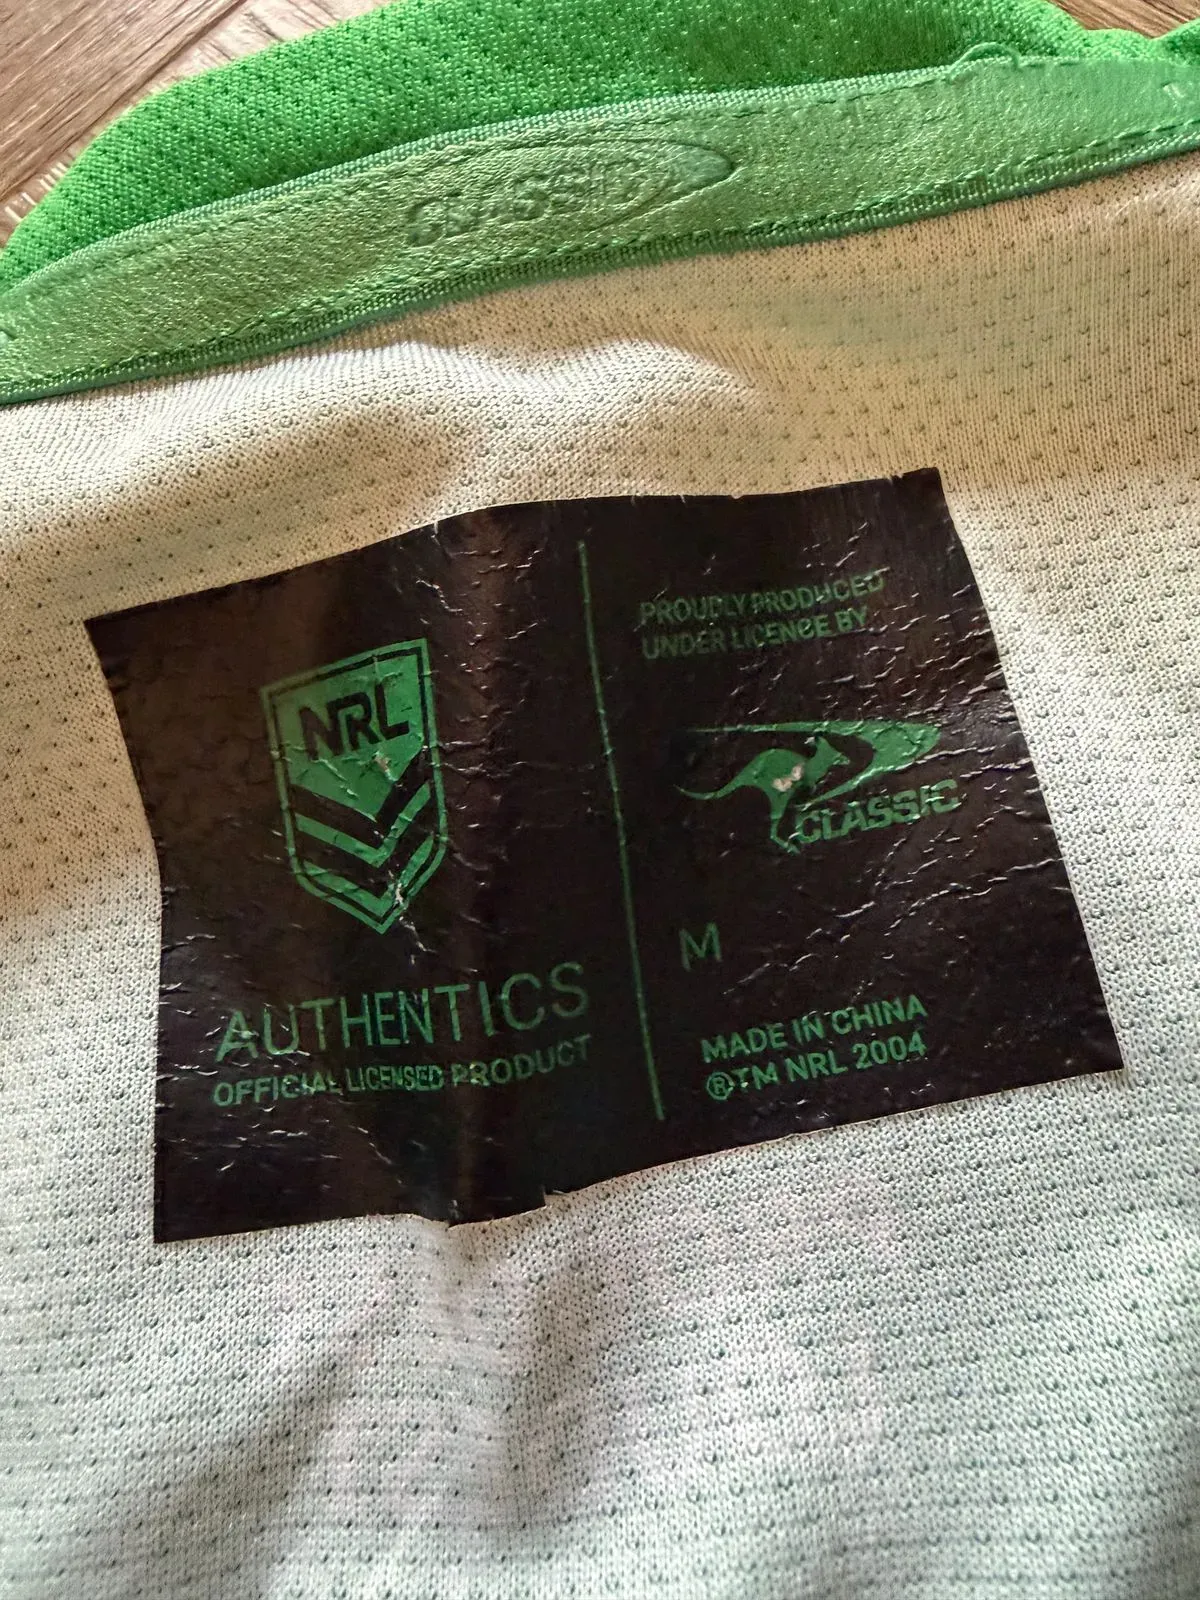 CLASSIC
NRL
AUTHENTICS
OFFICIAL LICENSED PRODUCT
PROUDLY PRODUCED
UNDER LICENCE BY
CLASSIC
M
MADE IN CHINA
®TM NRL 2004